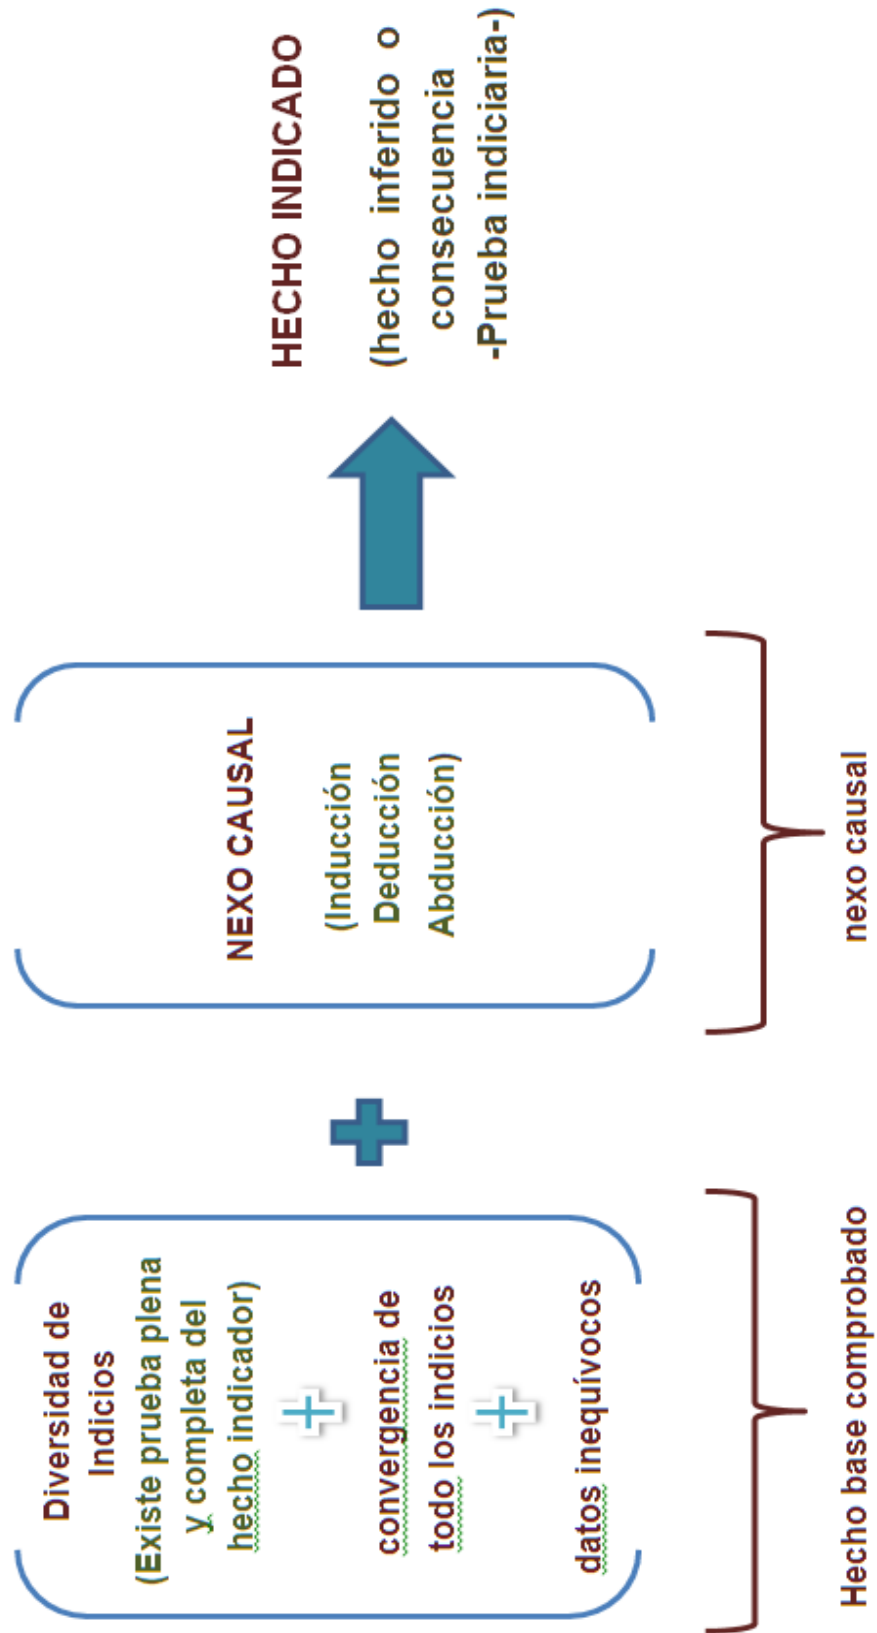 Diversidad de
Indicios
(Existe prueba plena
y completa del
hecho indicador)
+
convergencia de
todo los indicios
+
datos inequívocos
Hecho base comprobado
+
NEXO CAUSAL
(Inducción
Deducción
Abducción)
nexo causal
HECHO INDICADO
(hecho inferido o
consecuencia
-Prueba indiciaria-)